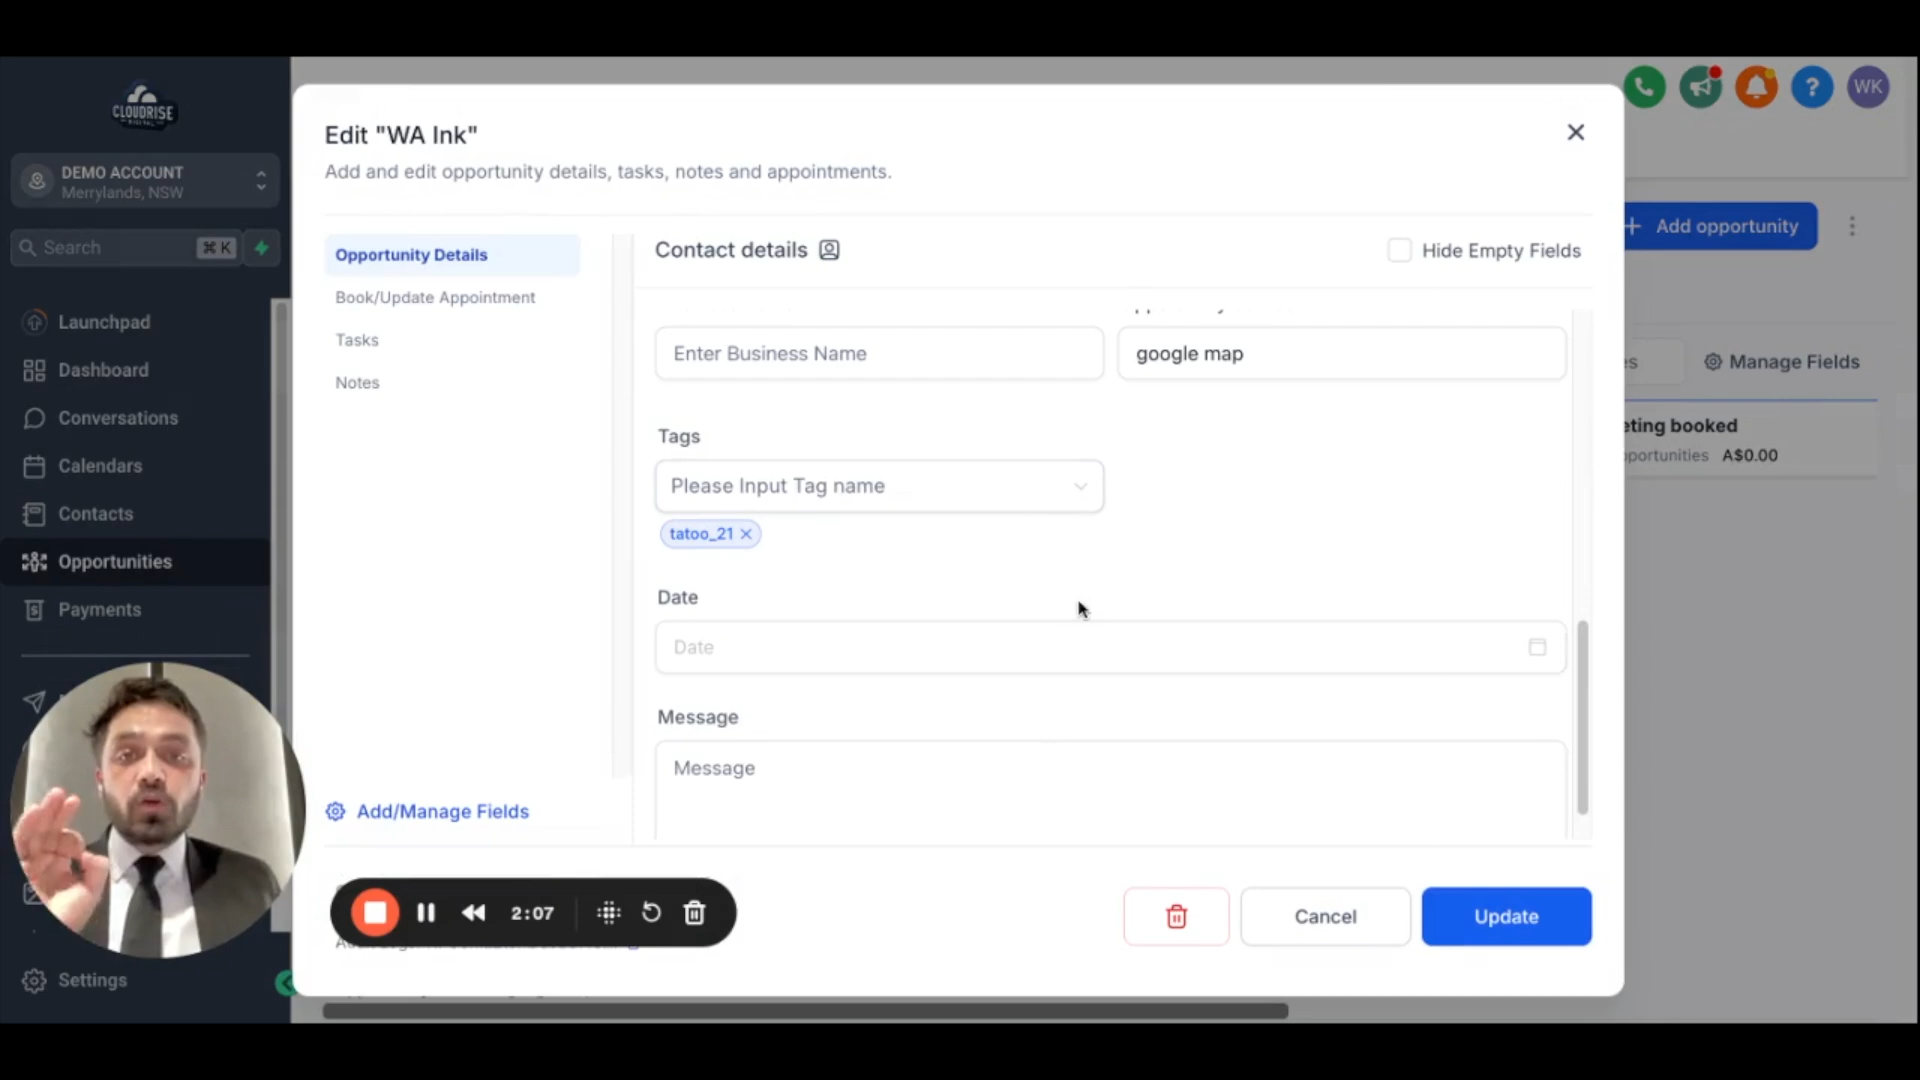 CLOUDRISE
DIGITAL
DEMO ACCOUNT
Merrylands, NSW
Search
⌘ K
Launchpad
Dashboard
Conversations
Calendars
Contacts
Opportunities
Payments
Settings
Edit "WA Ink"
Add and edit opportunity details, tasks, notes and appointments.
Opportunity Details
Book/Update Appointment
Tasks
Notes
Add/Manage Fields
Contact details
Hide Empty Fields
Enter Business Name
google map
Tags
Please Input Tag name
tatoo_21
Date
Date
Message
Message
2:07
Cancel
Update
?
WK
+ Add opportunity
Manage Fields
eting booked
portunities A$0.00